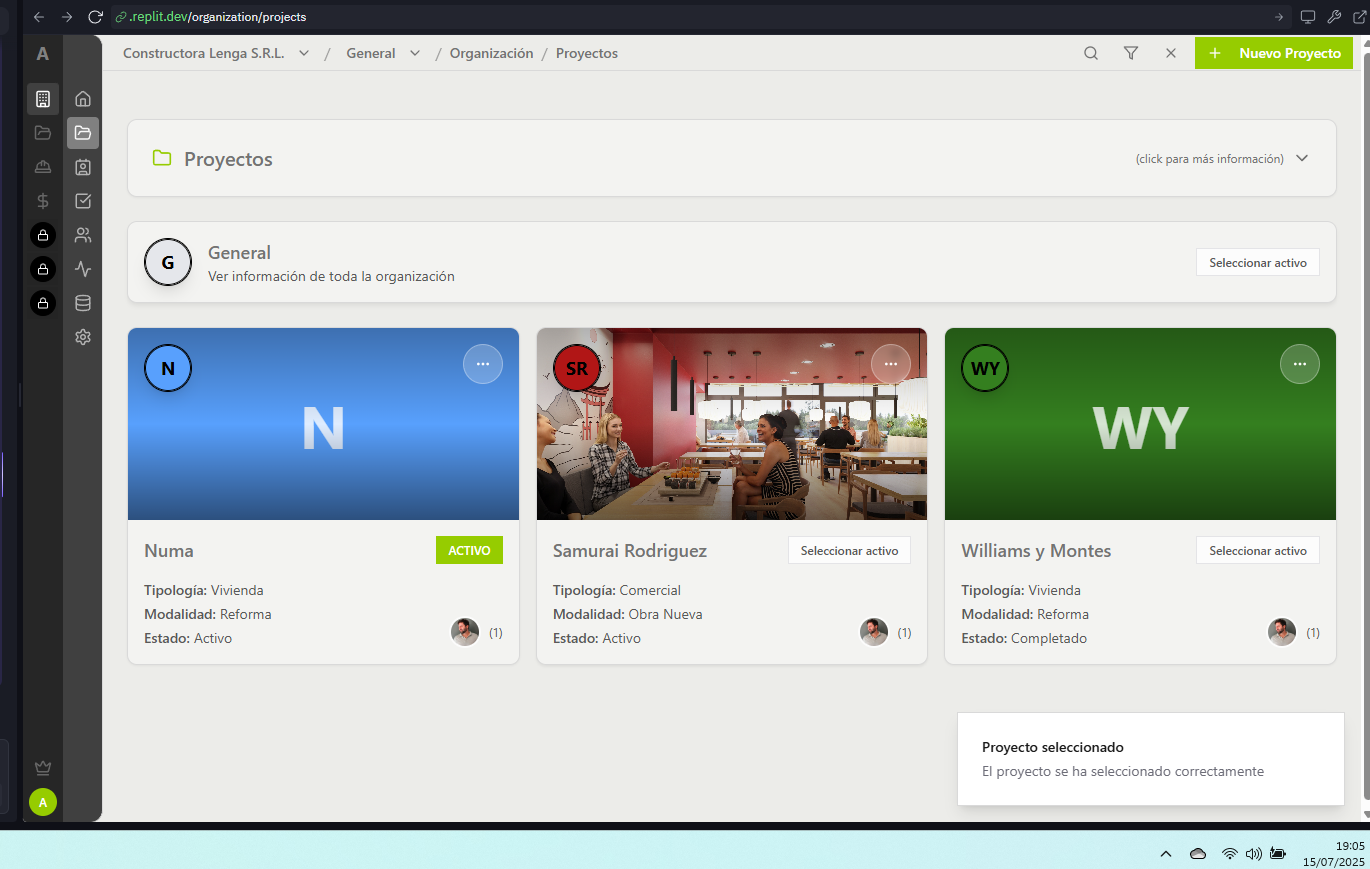 .replit.dev/organization/projects
A
Constructora Lenga S.R.L. / General / Organización / Proyectos
+ Nuevo Proyecto
Proyectos
(click para más información)
G
General
Ver información de toda la organización
Seleccionar activo
N
N
SR
WY
WY
Numa
ACTIVO
Tipología: Vivienda
Modalidad: Reforma
Estado: Activo
(1)
Samurai Rodriguez
Seleccionar activo
Tipología: Comercial
Modalidad: Obra Nueva
Estado: Activo
(1)
Williams y Montes
Seleccionar activo
Tipología: Vivienda
Modalidad: Reforma
Estado: Completado
(1)
Proyecto seleccionado
El proyecto se ha seleccionado correctamente
A
19:05
15/07/2025